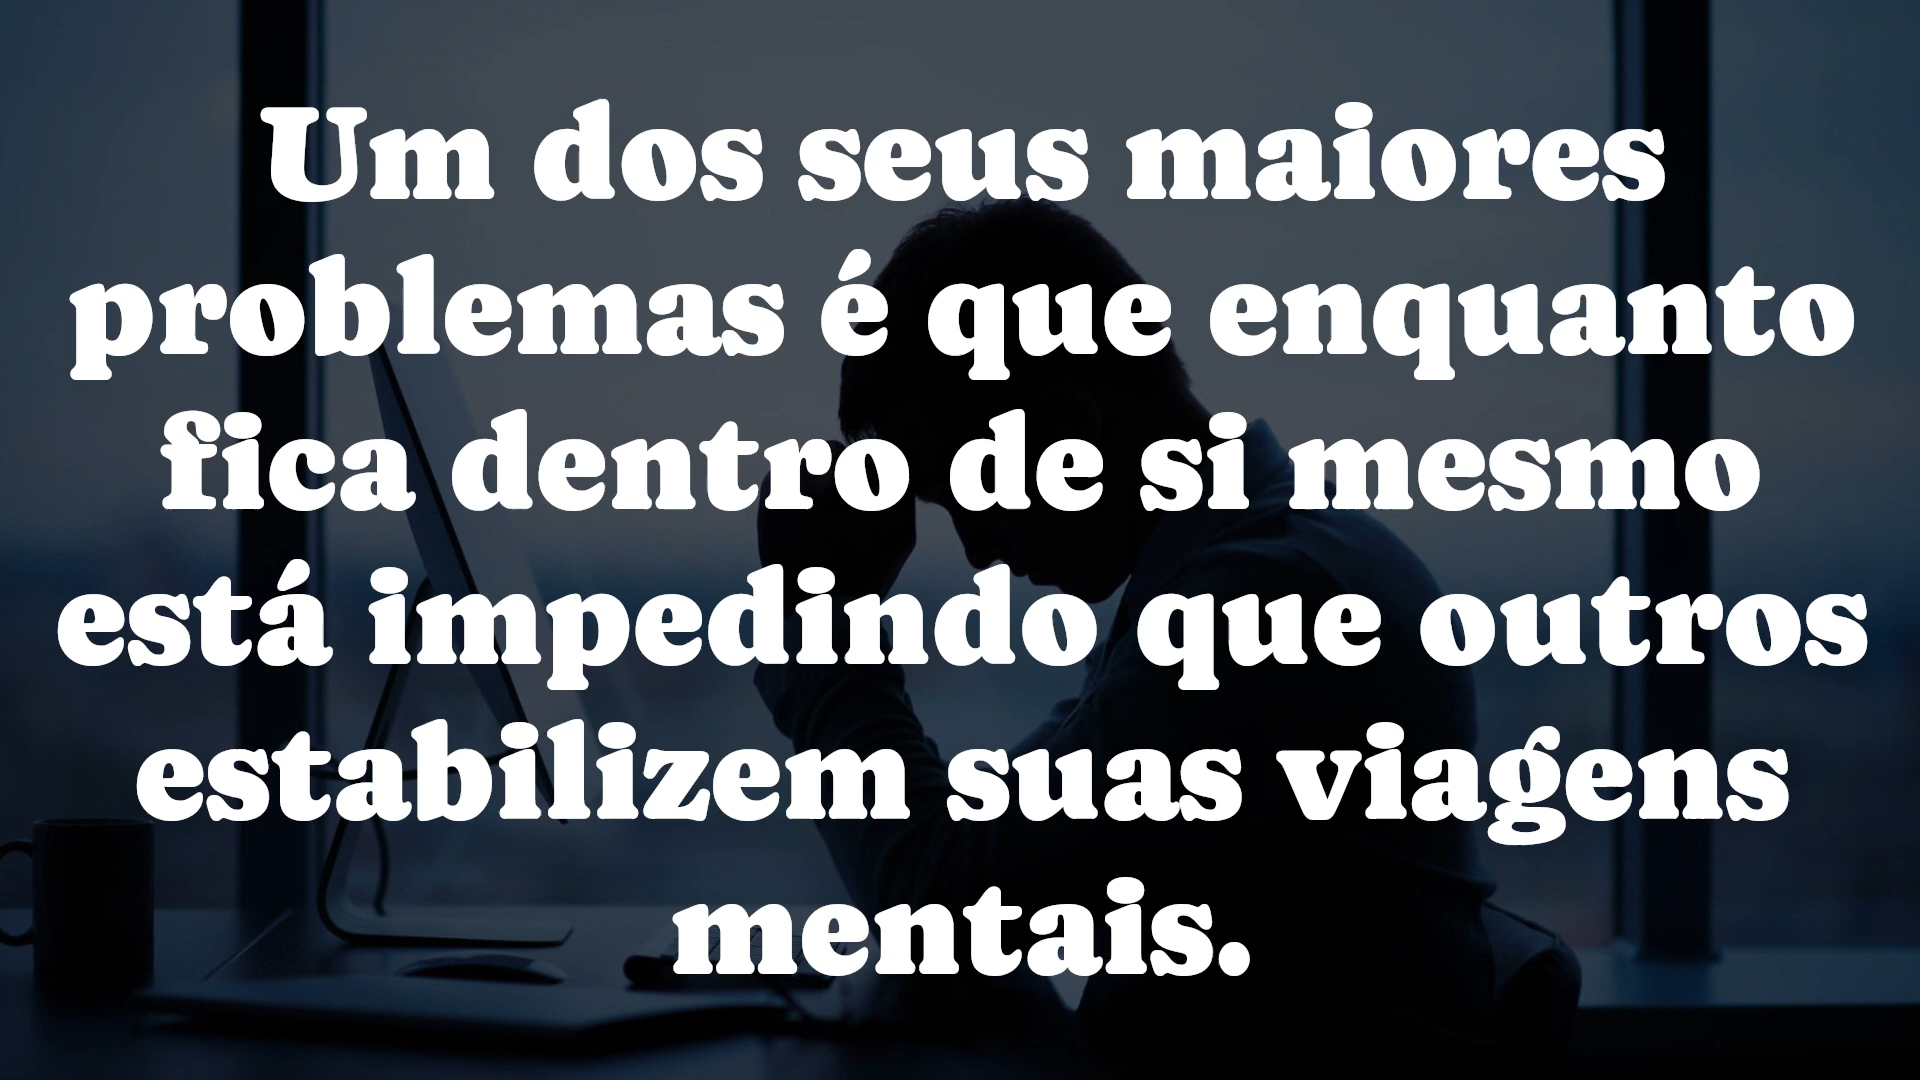 Um dos seus maiores
problemas é que enquanto
fica dentro de si mesmo
está impedindo que outros
estabilizem suas viagens
mentais.